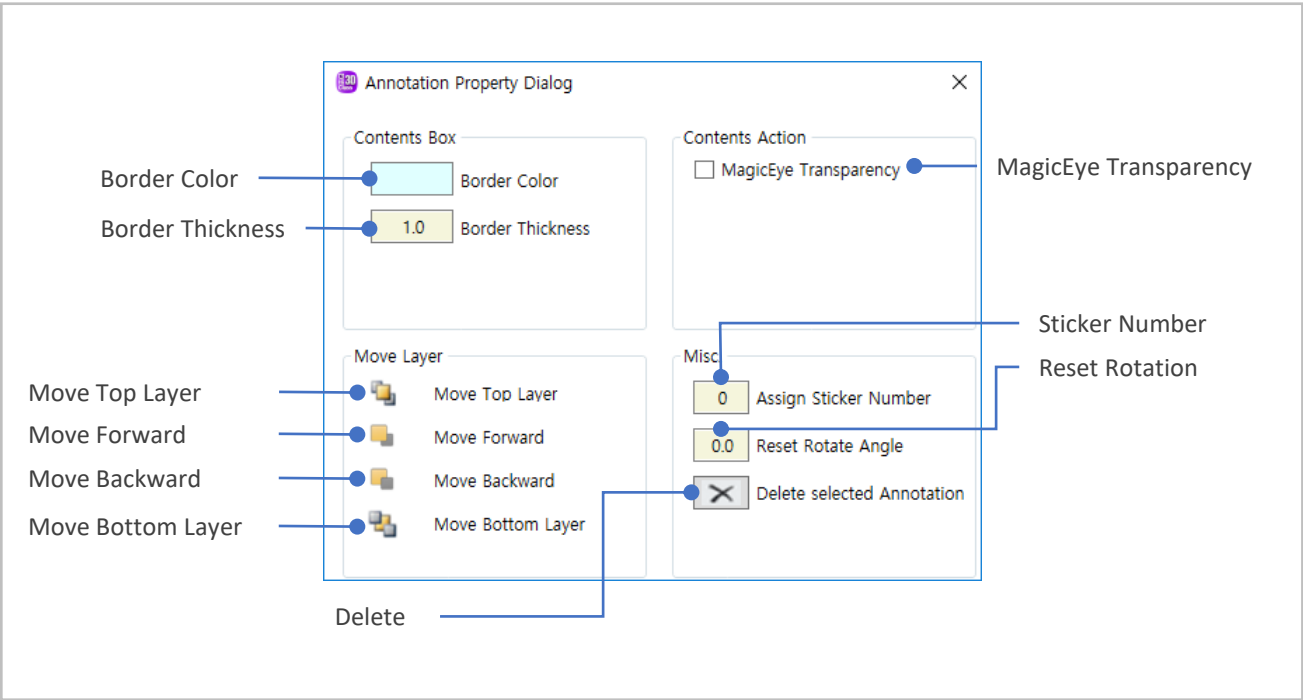 Annotation Property Dialog
Contents Box
Border Color
Border Color
Border Thickness
1.0
Border Thickness
Contents Action
MagicEye Transparency
MagicEye Transparency
Move Layer
Move Top Layer
Move Top Layer
Move Forward
Move Forward
Move Backward
Move Backward
Move Bottom Layer
Move Bottom Layer
Misc
Sticker Number
0
Assign Sticker Number
Reset Rotation
0.0
Reset Rotate Angle
Delete selected Annotation
Delete